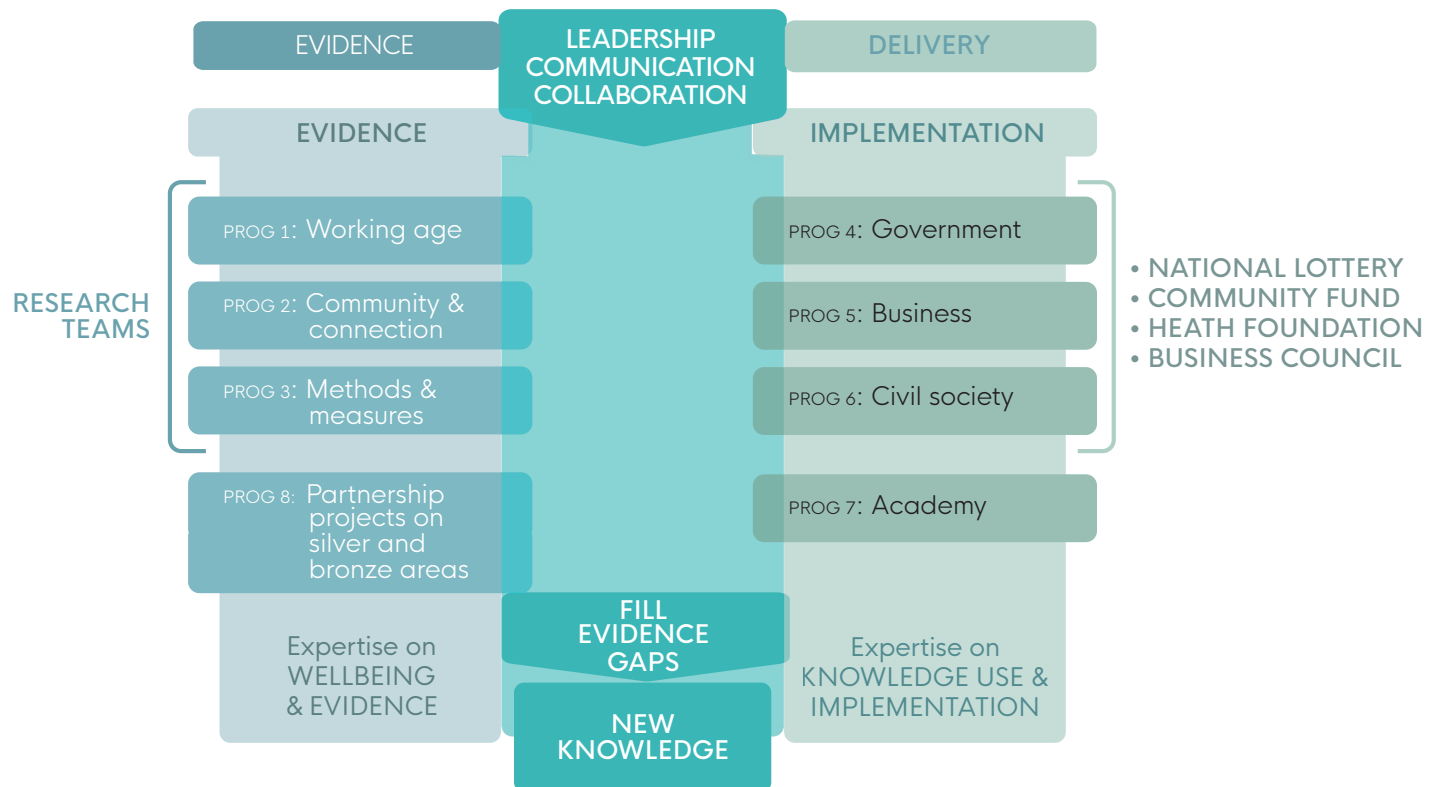 EVIDENCE
LEADERSHIP
COMMUNICATION
COLLABORATION
DELIVERY
EVIDENCE
IMPLEMENTATION
RESEARCH
TEAMS
PROG 1: Working age
PROG 2: Community &
connection
PROG 3: Methods &
measures
PROG 8: Partnership
projects on
silver and
bronze areas
Expertise on
WELLBEING
& EVIDENCE
PROG 4: Government
PROG 5: Business
PROG 6: Civil society
PROG 7: Academy
Expertise on
KNOWLEDGE USE &
IMPLEMENTATION
• NATIONAL LOTTERY
• COMMUNITY FUND
• HEATH FOUNDATION
• BUSINESS COUNCIL
FILL
EVIDENCE
GAPS
NEW
KNOWLEDGE